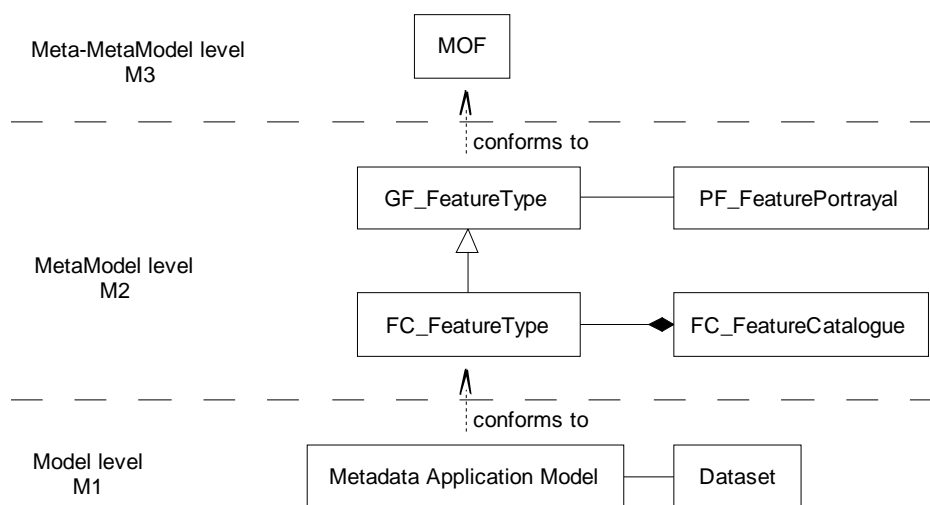 Meta-MetaModel level
M3
MOF
conforms to
GF_FeatureType
PF_FeaturePortrayal
MetaModel level
M2
FC_FeatureType
FC_FeatureCatalogue
conforms to
Model level
M1
Metadata Application Model
Dataset